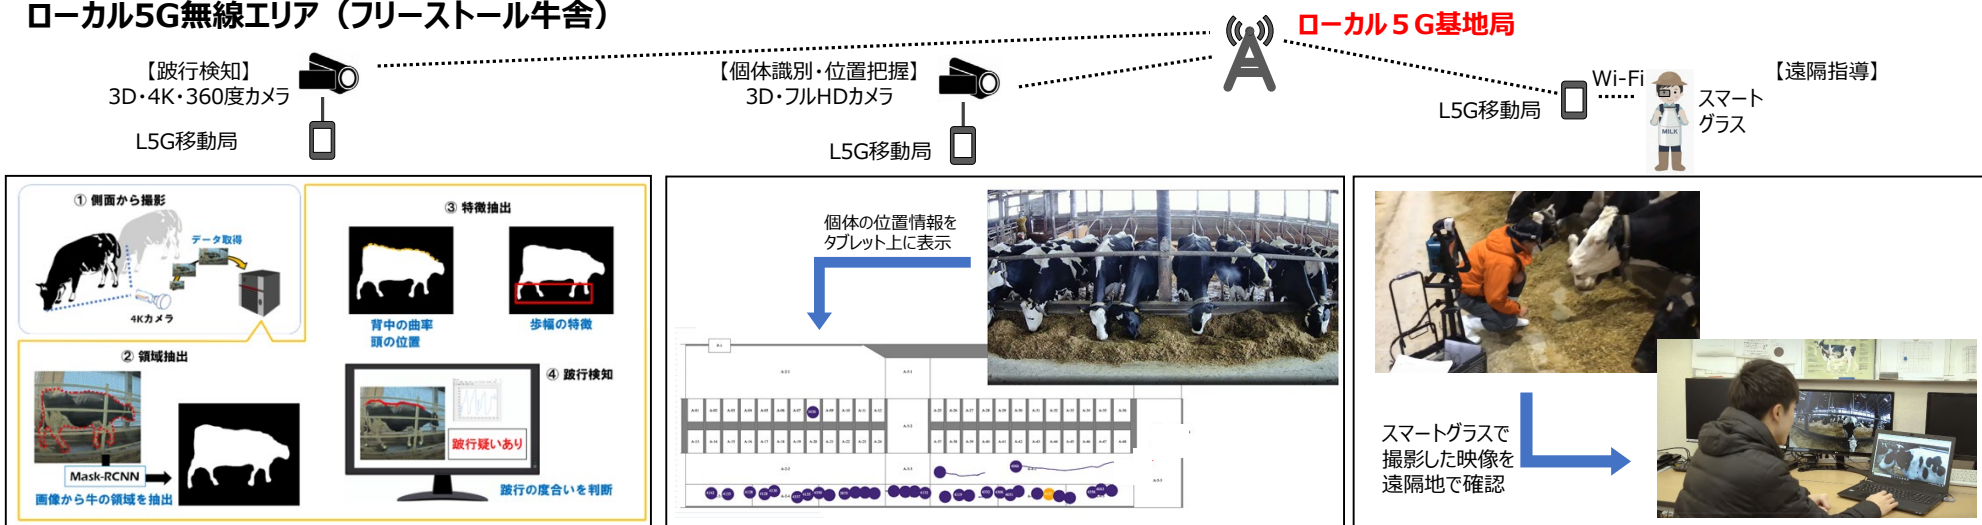 ローカル5G無線エリア（フリーストール牛舎）
ローカル５G基地局
【跛行検知】
3D・4K・360度カメラ
L5G移動局
【個体識別・位置把握】
3D・フルHDカメラ
L5G移動局
L5G移動局
Wi-Fi
スマート
グラス
MILK
【遠隔指導】
① 側面から撮影
データ取得
4Kカメラ
② 領域抽出
Mask-RCNN
画像から牛の領域を抽出
③ 特徴抽出
背中の曲率
頭の位置
歩幅の特徴
④ 跛行検知
跛行疑いあり
跛行の度合いを判断
個体の位置情報を
タブレット上に表示
スマートグラスで
撮影した映像を
遠隔地で確認